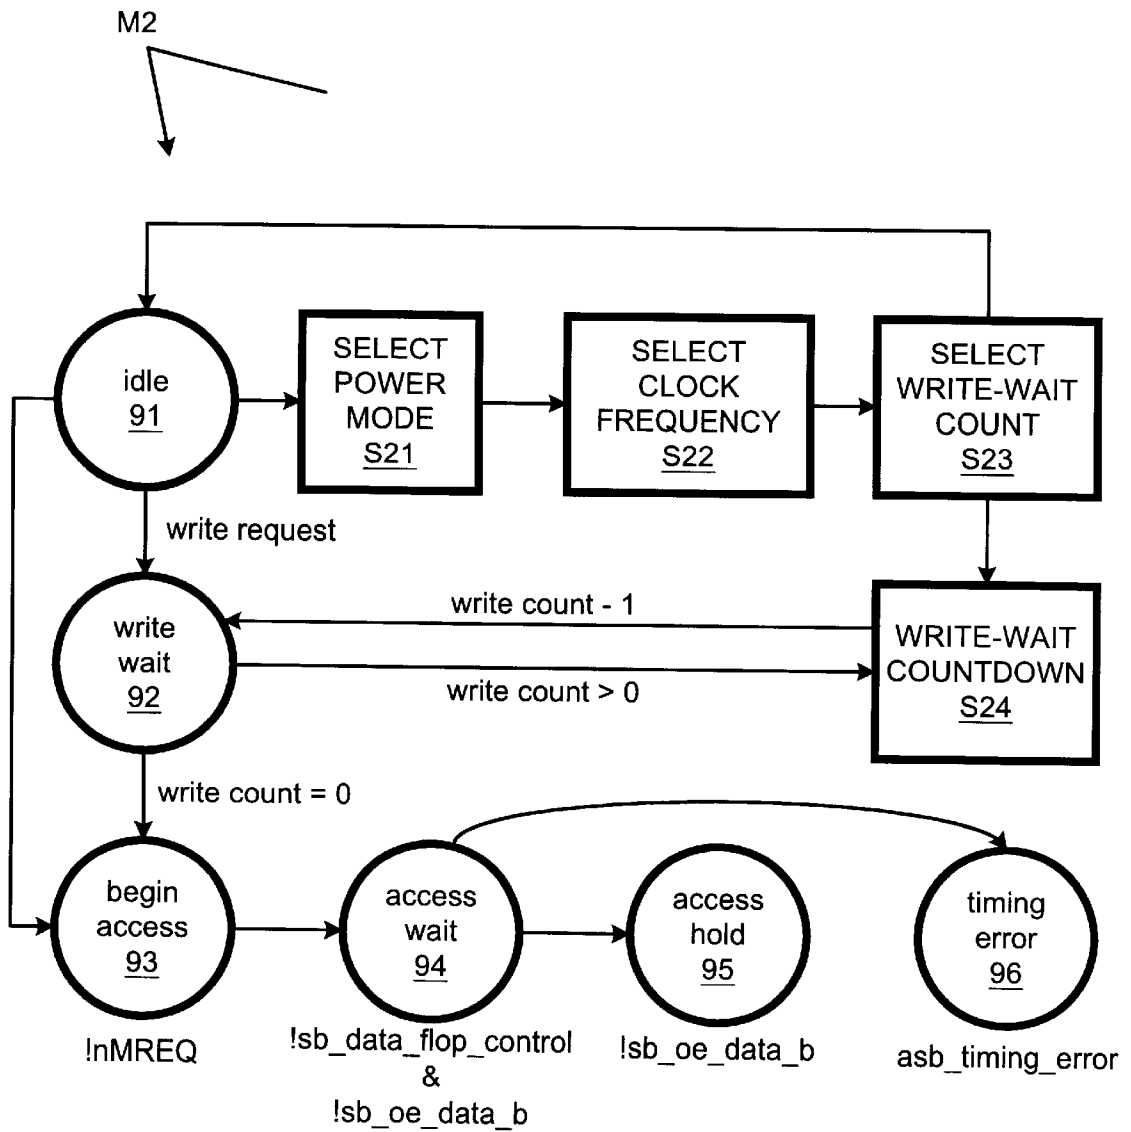 M2
idle
91
SELECT
POWER
MODE
S21
SELECT
CLOCK
FREQUENCY
S22
SELECT
WRITE-WAIT
COUNT
S23
write request
write
wait
92
write count - 1
write count > 0
WRITE-WAIT
COUNTDOWN
S24
write count = 0
begin
access
93
access
wait
94
access
hold
95
timing
error
96
!nMREQ
!sb_data_flop_control
&
!sb_oe_data_b
!sb_oe_data_b
asb_timing_error